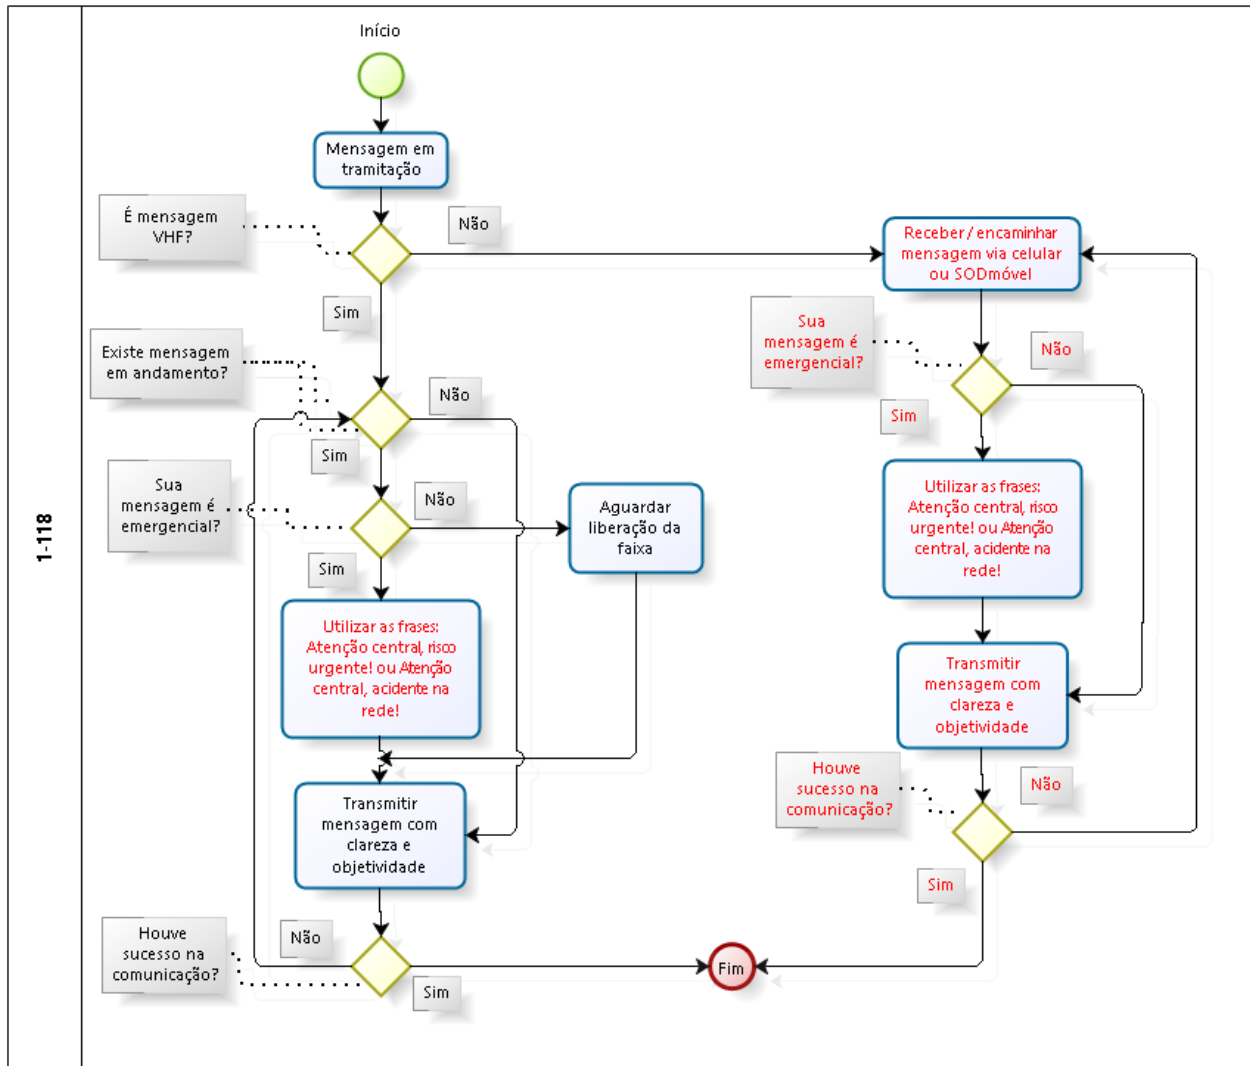 1-118
Início
Mensagem em
tramitação
É mensagem
VHF?
Não
Sim
Existe mensagem
em andamento?
Não
Sim
Sua
mensagem é
emergencial?
Não
Sim
Aguardar
liberação da
faixa
Utilizar as frases:
Atenção central, risco
urgente! ou Atenção
central, acidente na
rede!
Transmitir
mensagem com
clareza e
objetividade
Houve
sucesso na
comunicação?
Não
Sim
Fim
Receber / encaminhar
mensagem via celular
ou SODmóvel
Sua
mensagem é
emergencial?
Não
Sim
Utilizar as frases:
Atenção central, risco
urgente! ou Atenção
central, acidente na
rede!
Transmitir
mensagem com
clareza e
objetividade
Houve
sucesso na
comunicação?
Não
Sim